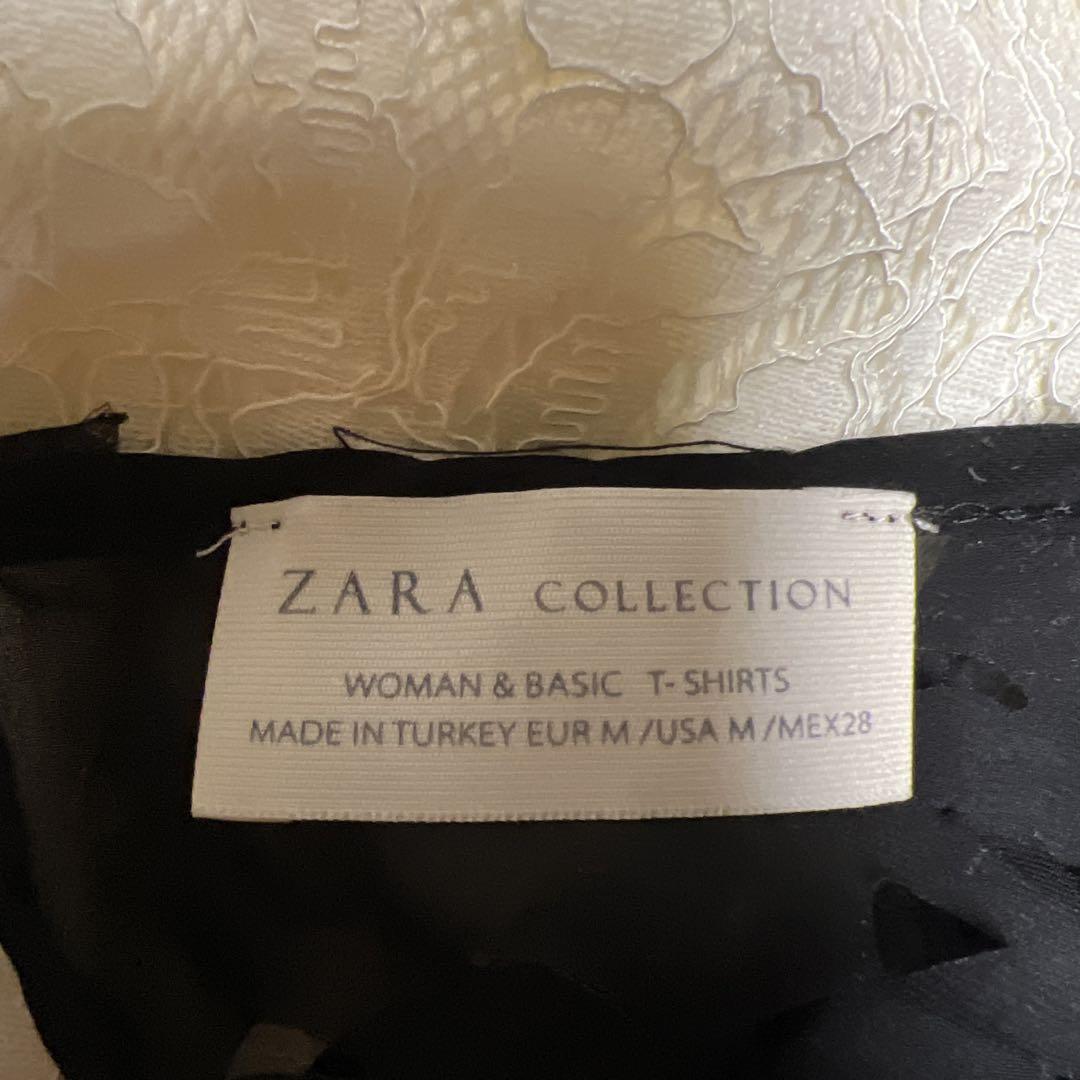 ZARA COLLECTION
WOMAN & BASIC T- SHIRTS
MADE IN TURKEY EUR M /USA M /MEX28